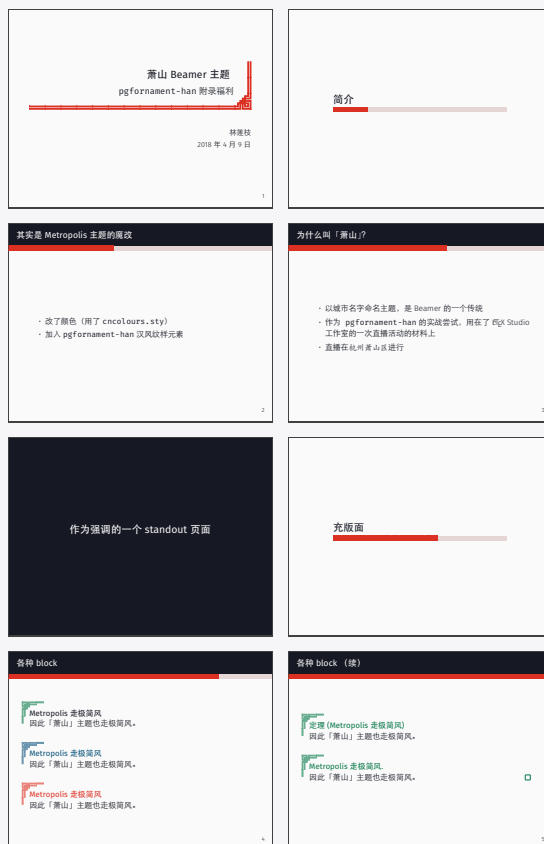 萧山 Beamer 主题
pgfornament-han 附录福利
林莲枝
2018 年 4 月 9 日
1
简介
其实是 Metropolis 主题的魔改
· 改了颜色（用了 cncolours.sty）
· 加入 pgfornament-han 汉风纹样元素
2
为什么叫「萧山」？
· 以城市名字命名主题，是 Beamer 的一个传统
· 作为 pgfornament-han 的实战尝试，用在了 Studio
工作室的一次直播活动的材料上
· 直播在杭州萧山区进行
3
作为强调的一个 standout 页面
充版面
各种 block
Metropolis 走极简风
因此「萧山」主题也走极简风。
Metropolis 走极简风
因此「萧山」主题也走极简风。
Metropolis 走极简风
因此「萧山」主题也走极简风。
4
各种 block （续）
定理 (Metropolis 走极简风)
因此「萧山」主题也走极简风。
Metropolis 走极简风.
因此「萧山」主题也走极简风。
5